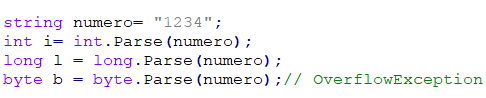 string numero= "1234";
int i= int.Parse(numero);
long l = long.Parse(numero);
byte b = byte.Parse(numero);// OverflowException